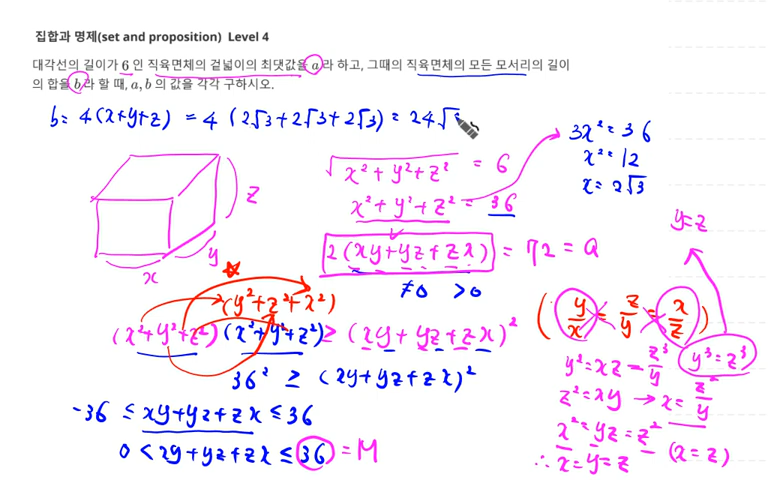 집합과 명제(set and proposition) Level 4
대각선의 길이가 6 인 직육면체의 겉넓이의 최댓값을 a라 하고, 그때의 직육면체의 모든 모서리의 길이
의 합을 b라 할 때, a, b 의 값을 각각 구하시오.
b = 4(x+y+z) = 4 (2√3+2√3+2√3) = 24√
3x² = 36
x² = 12
x = 2√3
√x²+y²+z² = 6
x²+y²+z² = 36
z
y
x
2(xy+yz+zx) = 72 = a
≠0 >0
y=z
(y²+z²+x²)
(x²+y²+z²)(x²+y²+z²) ≥ (xy+yz+zx)²
(y/x = z/y = x/z)
36² ≥ (xy+yz+zx)²
y² = xz = z³/y
y³=z³
z² = xy → x = z²/y
-36 ≤ xy+yz+zx ≤ 36
x² = yz = z² (x=z)
0 < xy+yz+zx ≤ 36 = M
∴ x=y=z